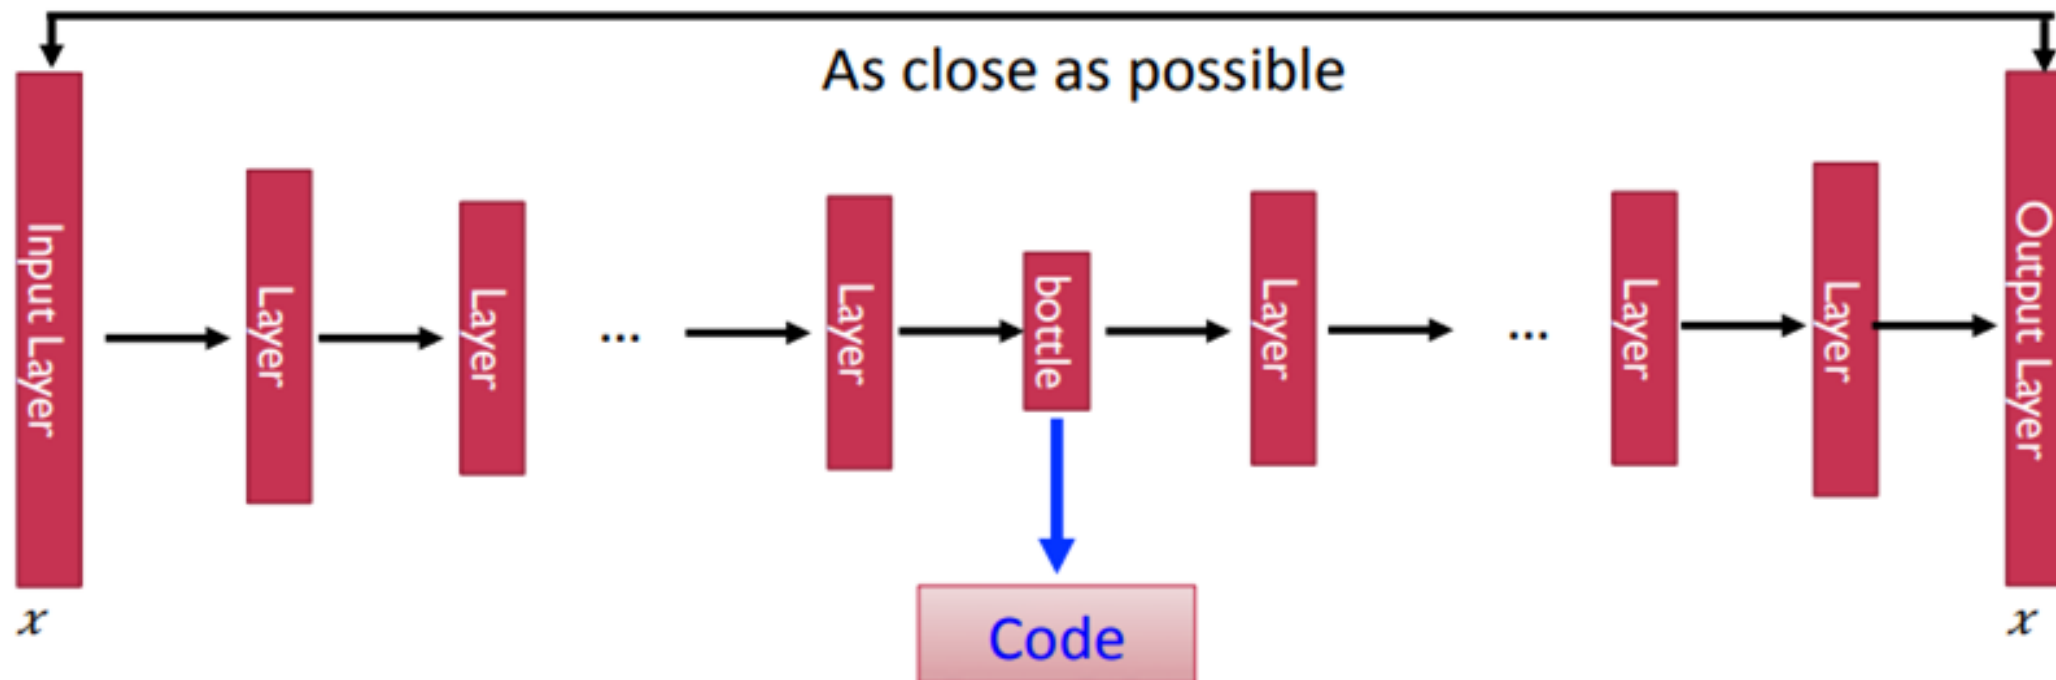 As close as possible
Input Layer
Layer
Layer
...
Layer
bottle
Layer
...
Layer
Layer
Output Layer
x
x
Code